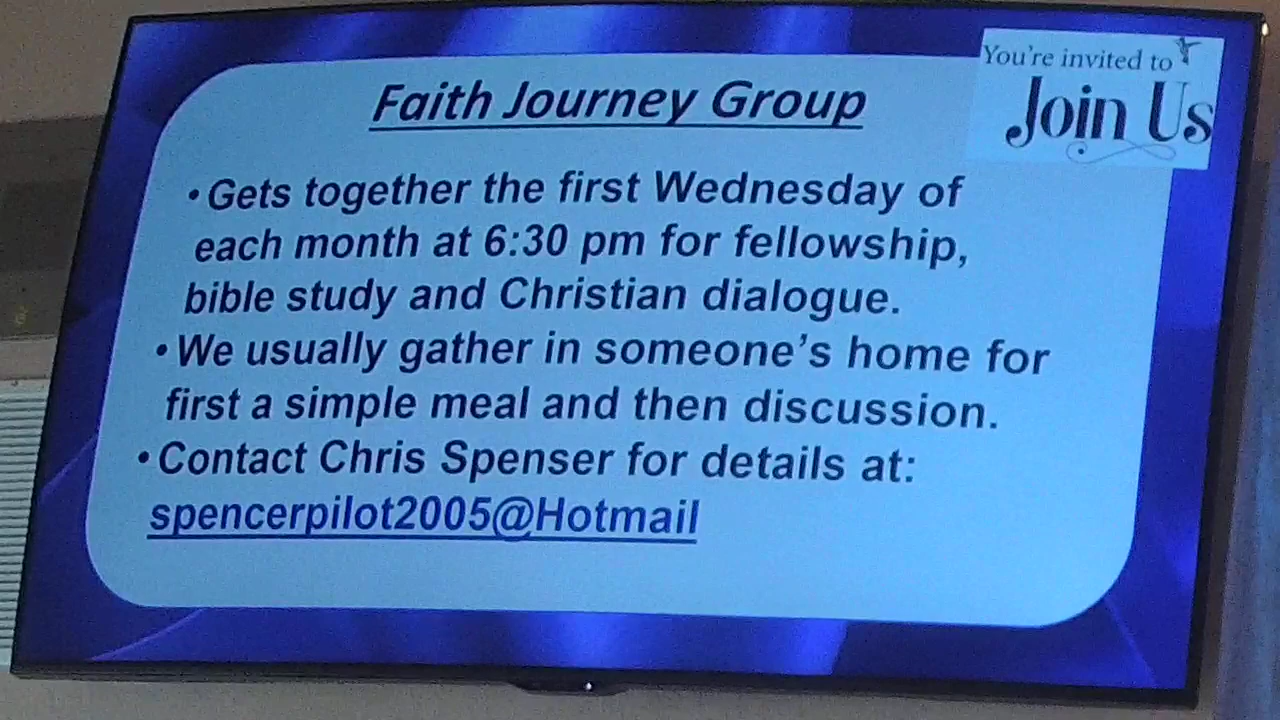 You're invited to
Join Us
Faith Journey Group
• Gets together the first Wednesday of
each month at 6:30 pm for fellowship,
bible study and Christian dialogue.
• We usually gather in someone's home for
first a simple meal and then discussion.
• Contact Chris Spenser for details at:
spencerpilot2005@Hotmail